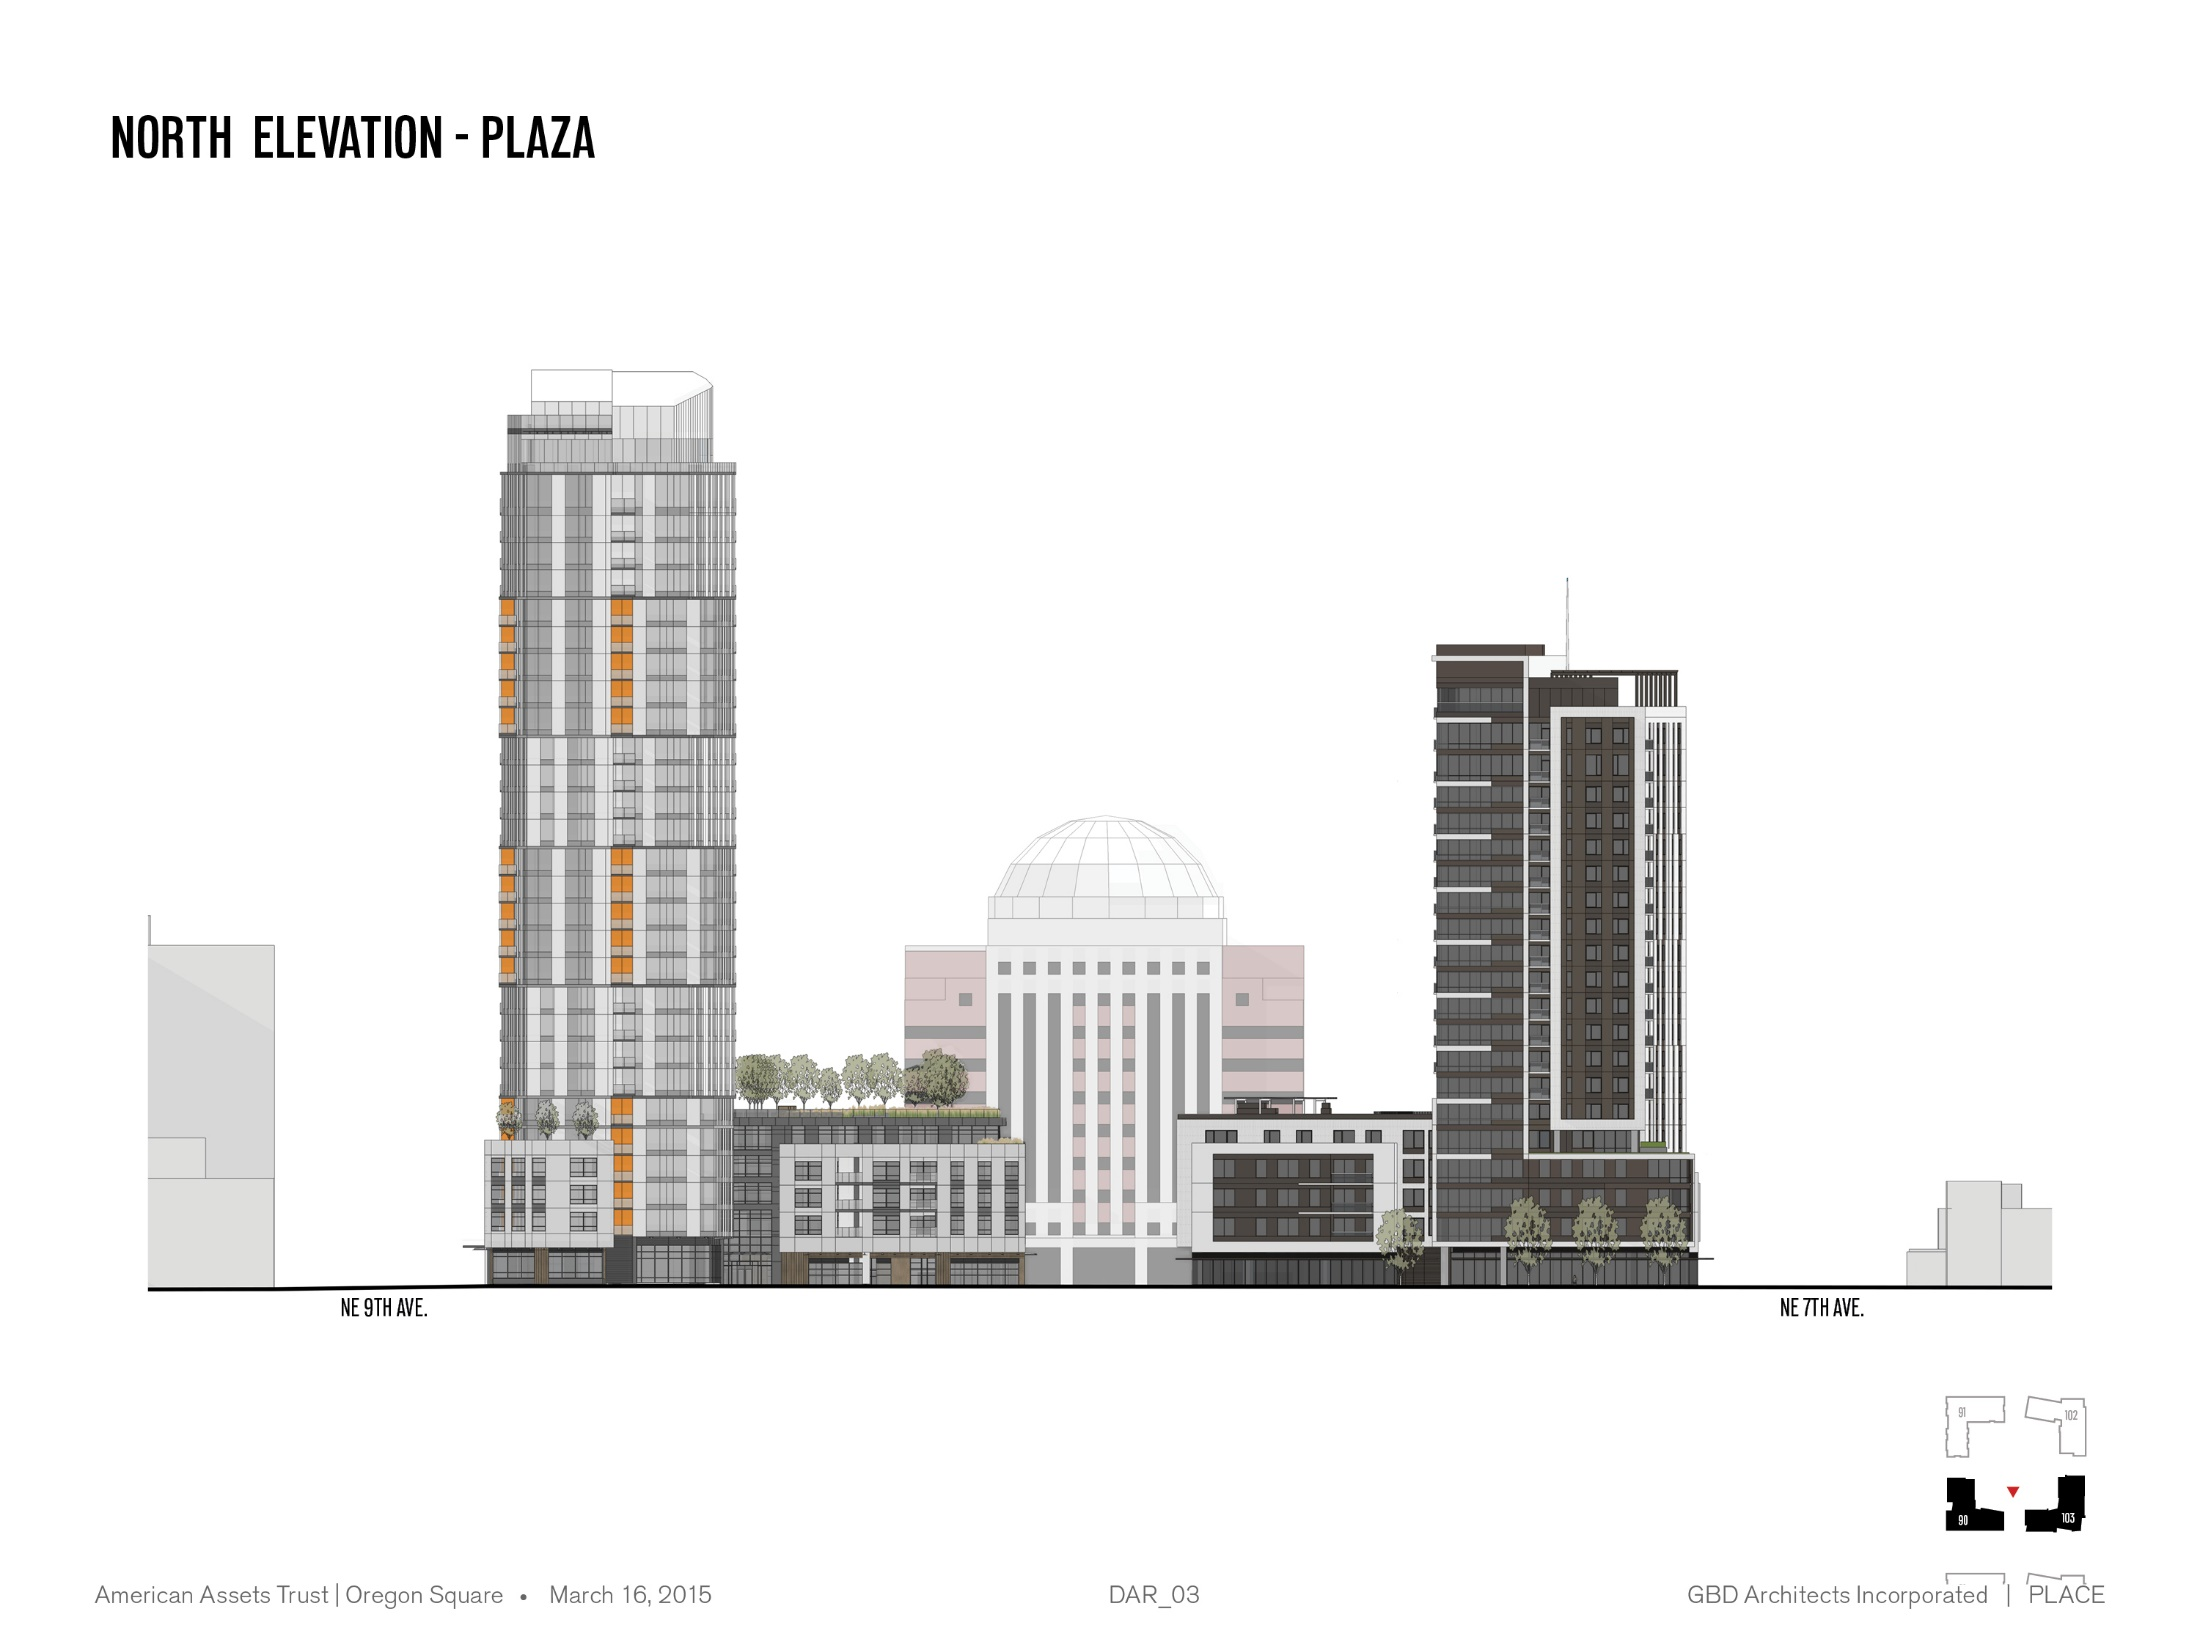 NORTH ELEVATION - PLAZA
NE 9TH AVE.
NE 7TH AVE.
91
102
90
103
American Assets Trust | Oregon Square • March 16, 2015
DAR_03
GBD Architects Incorporated | PLACE